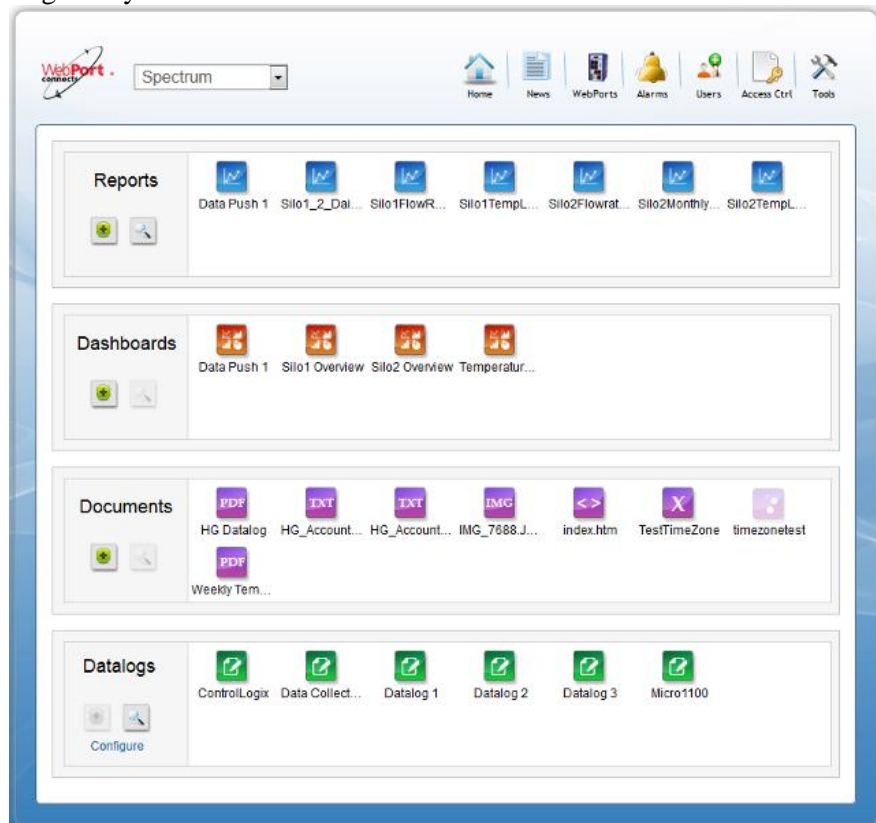 WebPort .
connects
Spectrum
Home News WebPorts Alarms Users Access Ctrl Tools
Reports
Data Push 1 Silo1_2_Dai... Silo1FlowR... Silo1TempL... Silo2Flowrat... Silo2Monthly... Silo2TempL...
Dashboards
Data Push 1 Silo1 Overview Silo2 Overview Temperatur...
Documents
PDF TXT TXT IMG <> X
HG Datalog HG_Account... HG_Account... IMG_7688.J... index.htm TestTimeZone timezonetest
PDF
Weekly Tem...
Datalogs
ControlLogix Data Collect... Datalog 1 Datalog 2 Datalog 3 Micro1100
Configure